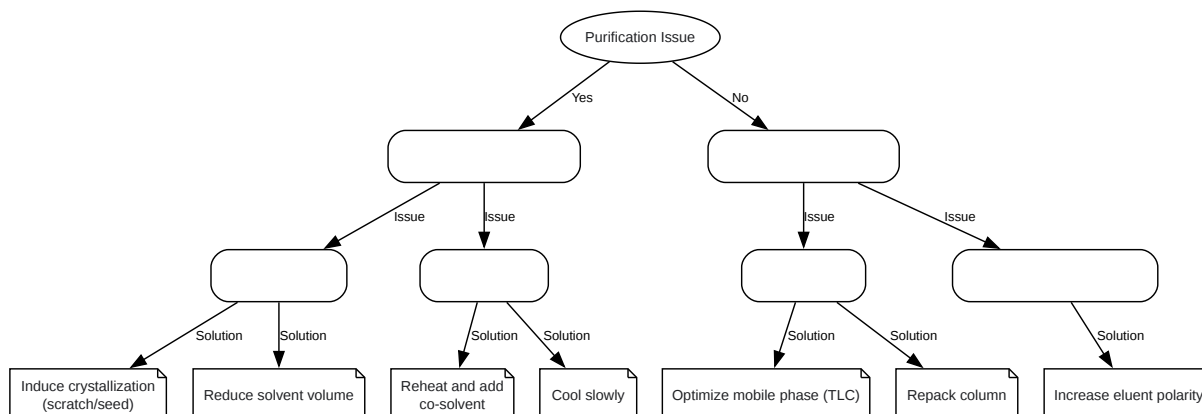 Purification Issue
Yes
No
Issue
Issue
Issue
Issue
Solution
Solution
Solution
Solution
Solution
Solution
Solution
Induce crystallization
(scratch/seed)
Reduce solvent volume
Reheat and add
co-solvent
Cool slowly
Optimize mobile phase (TLC)
Repack column
Increase eluent polarity